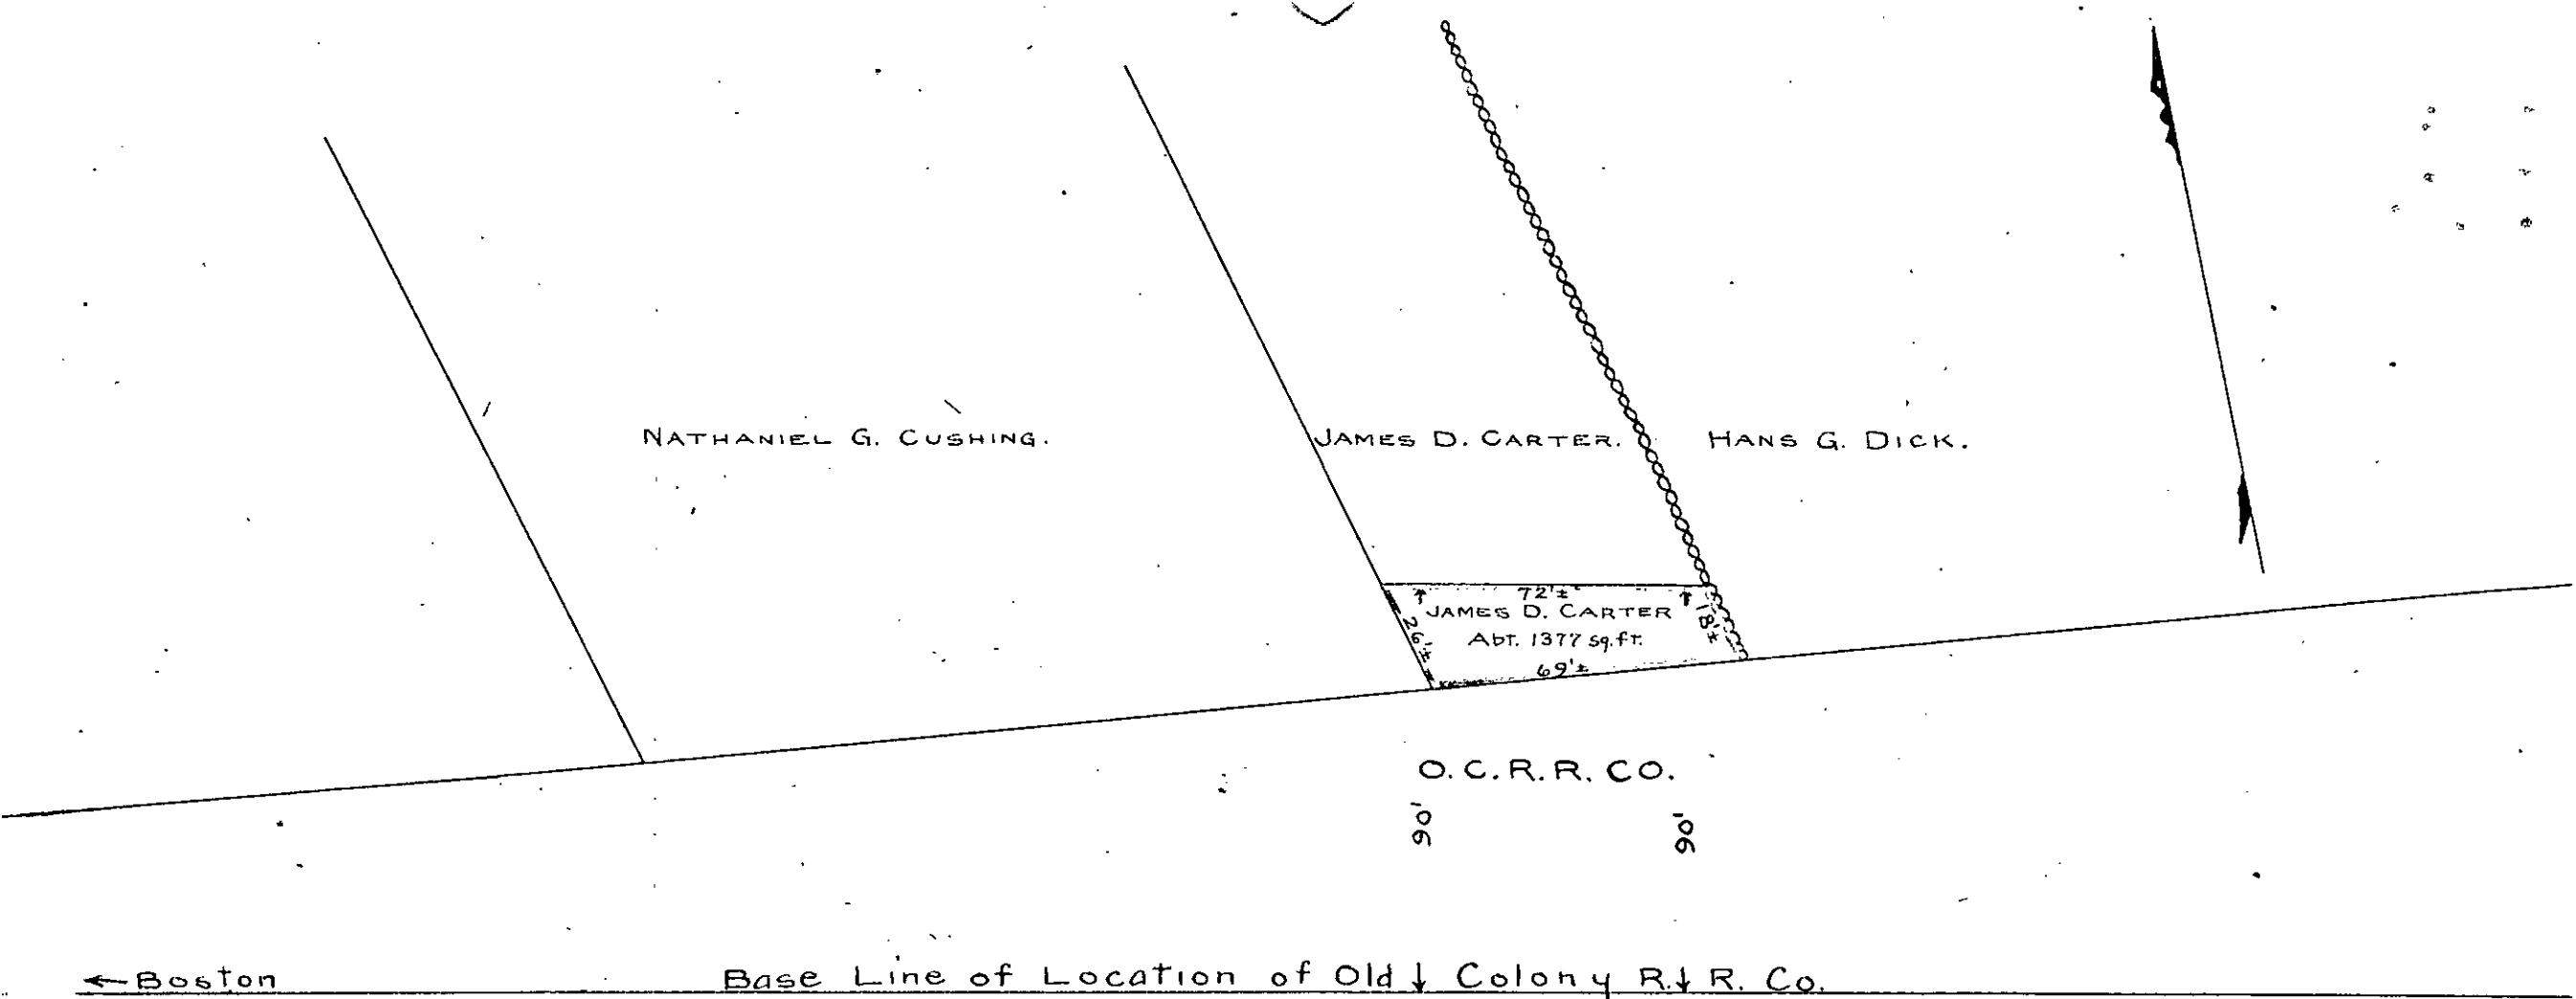 NATHANIEL G. CUSHING.
JAMES D. CARTER.
HANS G. DICK.
72'±
JAMES D. CARTER
26'±
18'±
Abt. 1377 sq.ft.
69'±
O.C.R.R. CO.
90'
90'
←Boston
Base Line of Location of Old ↓ Colony R.↓R. Co.